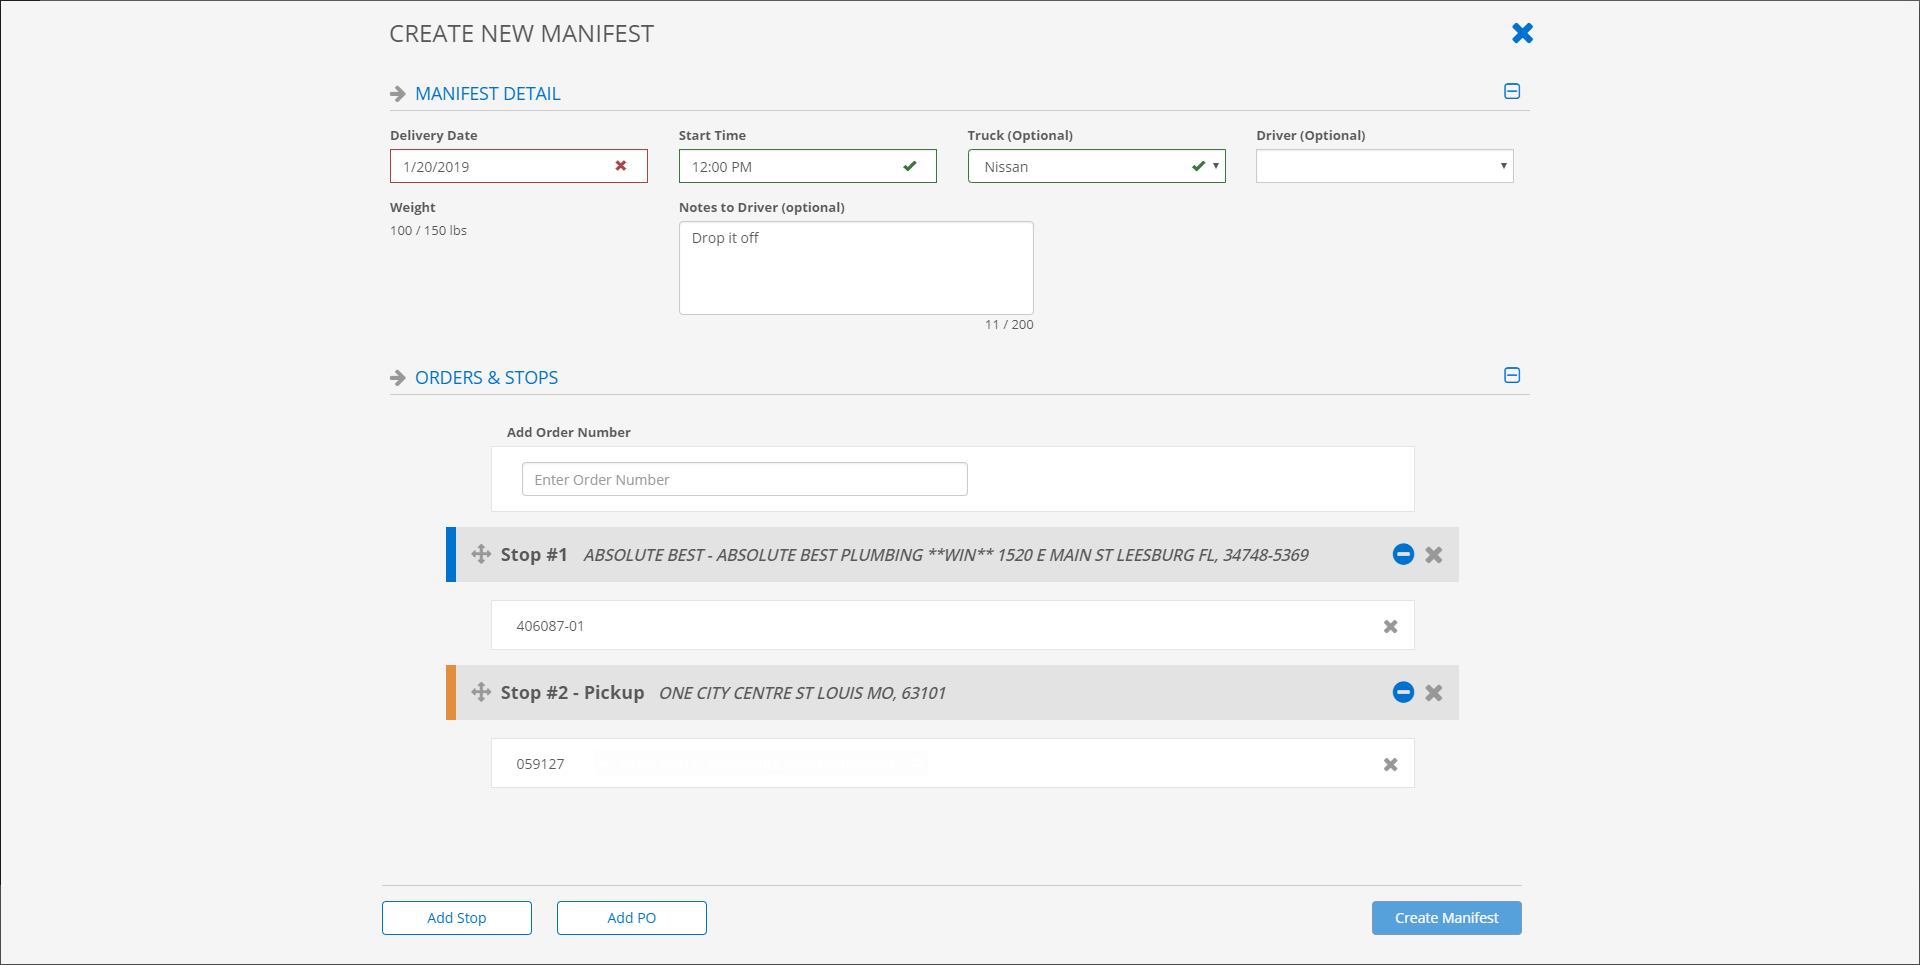 CREATE NEW MANIFEST
MANIFEST DETAIL
Delivery Date
Start Time
Truck (Optional)
Driver (Optional)
1/20/2019
12:00 PM
Nissan
Weight
Notes to Driver (optional)
100 / 150 lbs
Drop it off
11 / 200
ORDERS & STOPS
Add Order Number
Enter Order Number
Stop #1 ABSOLUTE BEST - ABSOLUTE BEST PLUMBING **WIN** 1520 E MAIN ST LEESBURG FL, 34748-5369
406087-01
Stop #2 - Pickup ONE CITY CENTRE ST LOUIS MO, 63101
059127
Add Stop
Add PO
Create Manifest